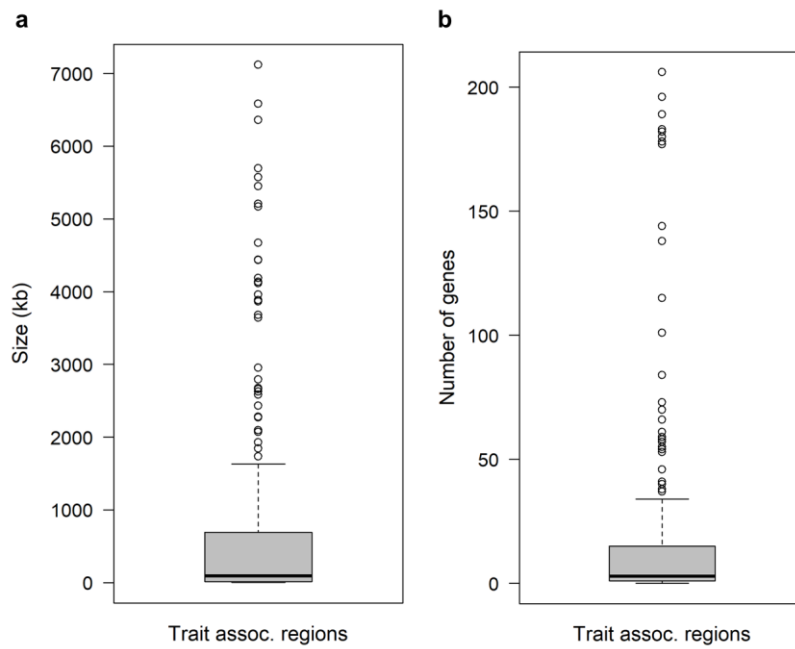 a
7000
6000
5000
4000
3000
2000
1000
0
Size (kb)
Trait assoc. regions
b
200
150
100
50
0
Number of genes
Trait assoc. regions